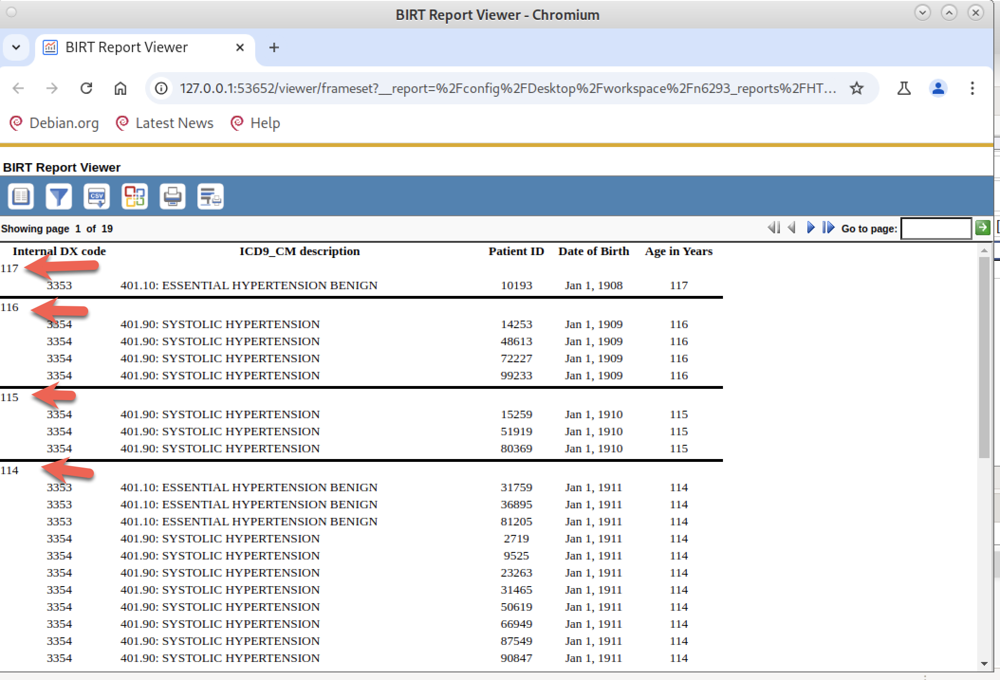 BIRT Report Viewer - Chromium
BIRT Report Viewer
127.0.0.1:53652/viewer/frameset?__report=%2Fconfig%2FDesktop%2Fworkspace%2Fn6293_reports%2FHT...
Debian.org Latest News Help
BIRT Report Viewer
CSV
Showing page 1 of 19 Go to page:
Internal DX code ICD9_CM description Patient ID Date of Birth Age in Years
117
3353 401.10: ESSENTIAL HYPERTENSION BENIGN 10193 Jan 1, 1908 117
116
3354 401.90: SYSTOLIC HYPERTENSION 14253 Jan 1, 1909 116
3354 401.90: SYSTOLIC HYPERTENSION 48613 Jan 1, 1909 116
3354 401.90: SYSTOLIC HYPERTENSION 72227 Jan 1, 1909 116
3354 401.90: SYSTOLIC HYPERTENSION 99233 Jan 1, 1909 116
115
3354 401.90: SYSTOLIC HYPERTENSION 15259 Jan 1, 1910 115
3354 401.90: SYSTOLIC HYPERTENSION 51919 Jan 1, 1910 115
3354 401.90: SYSTOLIC HYPERTENSION 80369 Jan 1, 1910 115
114
3353 401.10: ESSENTIAL HYPERTENSION BENIGN 31759 Jan 1, 1911 114
3353 401.10: ESSENTIAL HYPERTENSION BENIGN 36895 Jan 1, 1911 114
3353 401.10: ESSENTIAL HYPERTENSION BENIGN 81205 Jan 1, 1911 114
3354 401.90: SYSTOLIC HYPERTENSION 2719 Jan 1, 1911 114
3354 401.90: SYSTOLIC HYPERTENSION 9525 Jan 1, 1911 114
3354 401.90: SYSTOLIC HYPERTENSION 23263 Jan 1, 1911 114
3354 401.90: SYSTOLIC HYPERTENSION 31465 Jan 1, 1911 114
3354 401.90: SYSTOLIC HYPERTENSION 50619 Jan 1, 1911 114
3354 401.90: SYSTOLIC HYPERTENSION 66949 Jan 1, 1911 114
3354 401.90: SYSTOLIC HYPERTENSION 87549 Jan 1, 1911 114
3354 401.90: SYSTOLIC HYPERTENSION 90847 Jan 1, 1911 114